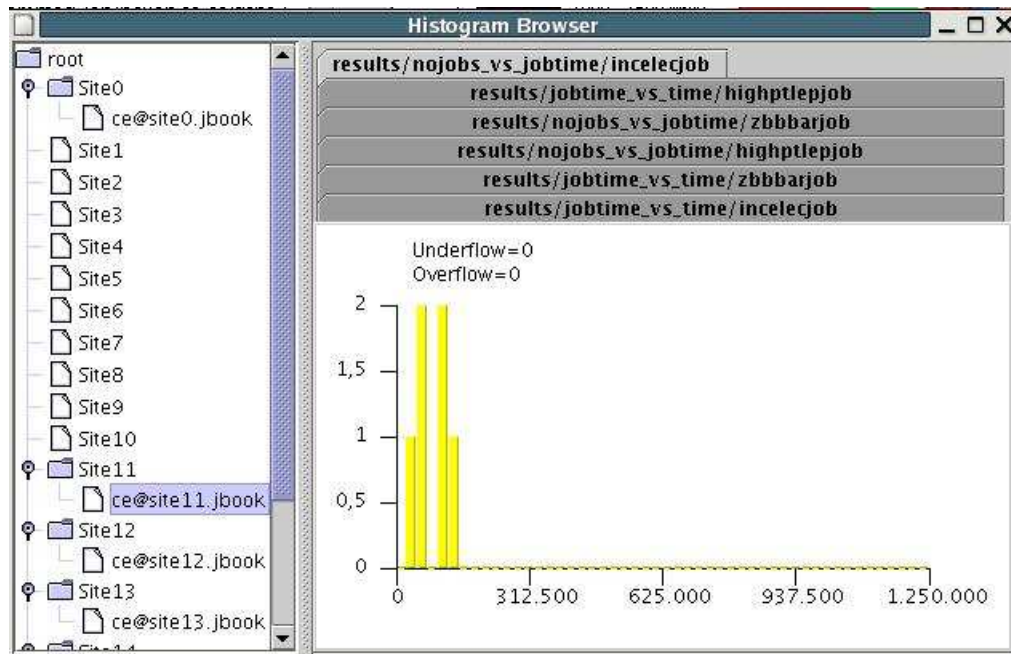 Histogram Browser
root
Site0
ce@site0.jbook
Site1
Site2
Site3
Site4
Site5
Site6
Site7
Site8
Site9
Site10
Site11
ce@site11.jbook
Site12
ce@site12.jbook
Site13
ce@site13.jbook
results/nojobs_vs_jobtime/incelecjob
results/jobtime_vs_time/highptlepjob
results/nojobs_vs_jobtime/zbbbarjob
results/nojobs_vs_jobtime/highptlepjob
results/jobtime_vs_time/zbbbarjob
results/jobtime_vs_time/incelecjob
Underflow=0
Overflow=0
2
1,5
1
0,5
0
0 312.500 625.000 937.500 1.250.000